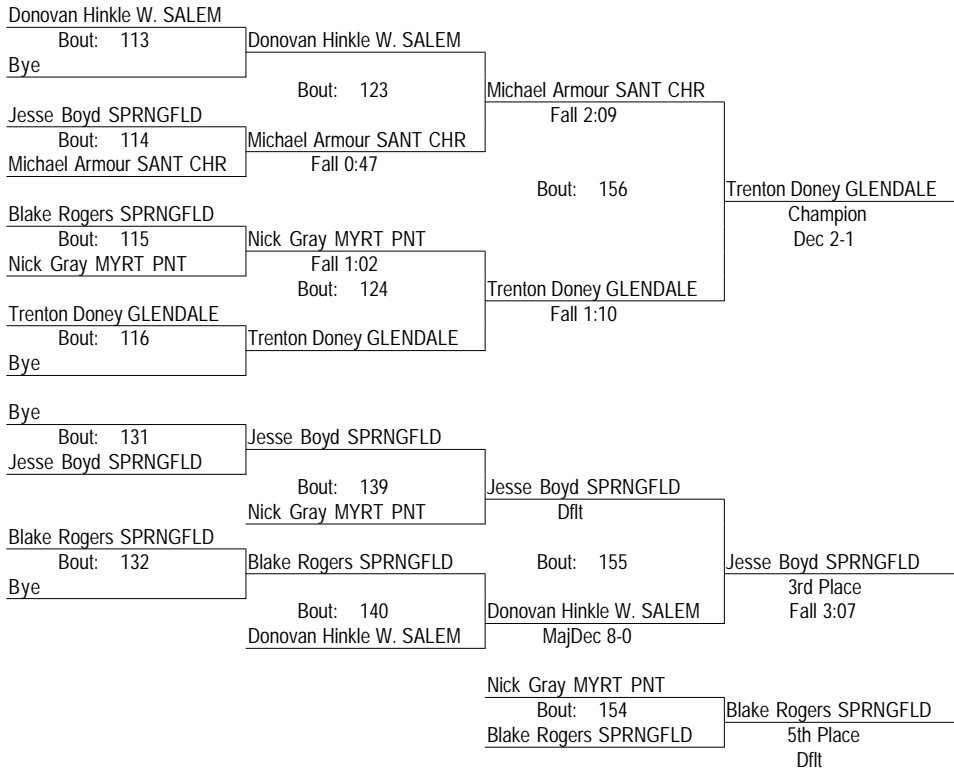 Donovan Hinkle W. SALEM
Bout: 113
Donovan Hinkle W. SALEM
Bye
Bout: 123
Michael Armour SANT CHR
Jesse Boyd SPRNGFLD
Fall 2:09
Bout: 114
Michael Armour SANT CHR
Michael Armour SANT CHR
Fall 0:47
Bout: 156
Trenton Doney GLENDALE
Blake Rogers SPRNGFLD
Champion
Bout: 115
Nick Gray MYRT PNT
Dec 2-1
Nick Gray MYRT PNT
Fall 1:02
Bout: 124
Trenton Doney GLENDALE
Trenton Doney GLENDALE
Fall 1:10
Bout: 116
Trenton Doney GLENDALE
Bye
Bye
Bout: 131
Jesse Boyd SPRNGFLD
Jesse Boyd SPRNGFLD
Bout: 139
Jesse Boyd SPRNGFLD
Nick Gray MYRT PNT
Dflt
Blake Rogers SPRNGFLD
Bout: 132
Blake Rogers SPRNGFLD
Bout: 155
Jesse Boyd SPRNGFLD
Bye
3rd Place
Bout: 140
Donovan Hinkle W. SALEM
Fall 3:07
Donovan Hinkle W. SALEM
MajDec 8-0
Nick Gray MYRT PNT
Bout: 154
Blake Rogers SPRNGFLD
Blake Rogers SPRNGFLD
5th Place
Dflt